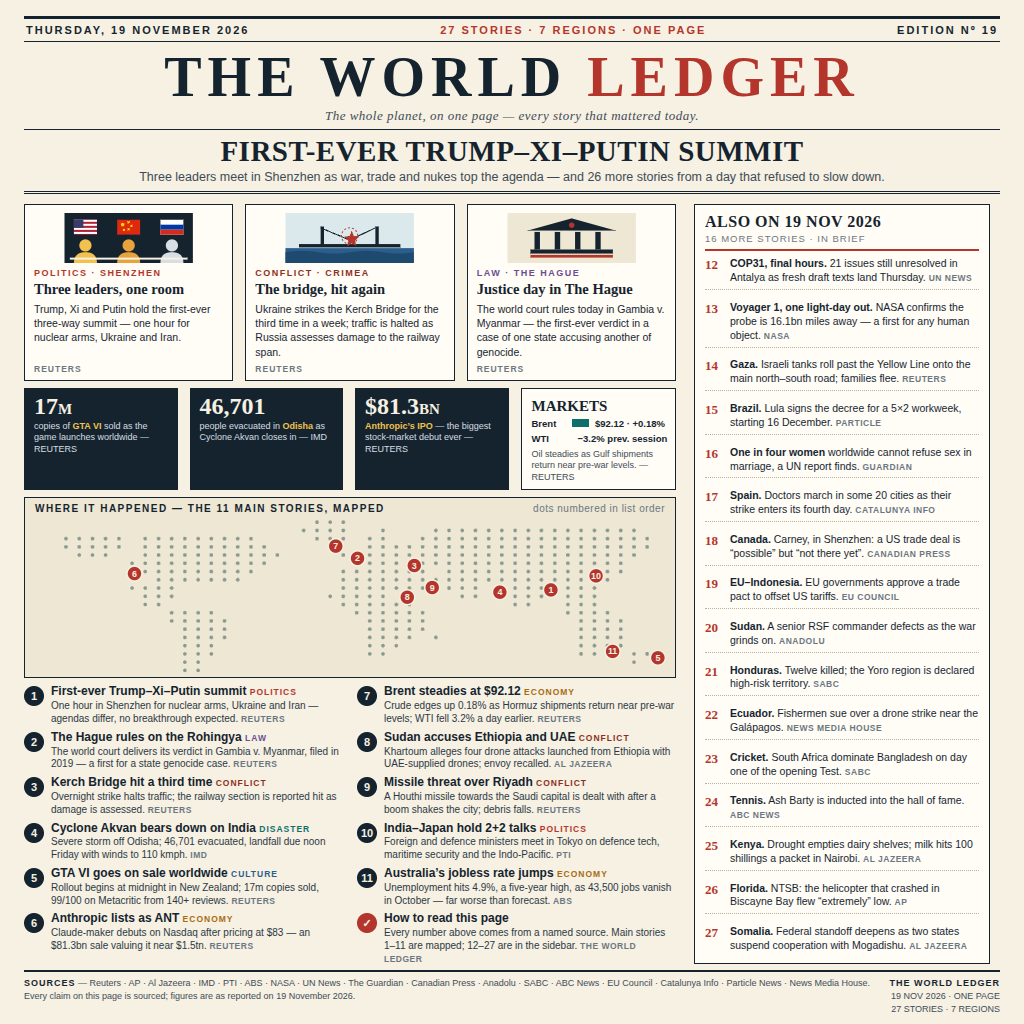 THURSDAY, 19 NOVEMBER 2026
27 STORIES · 7 REGIONS · ONE PAGE
EDITION Nº 19
THE WORLD LEDGER
The whole planet, on one page — every story that mattered today.
FIRST-EVER TRUMP–XI–PUTIN SUMMIT
Three leaders meet in Shenzhen as war, trade and nukes top the agenda — and 26 more stories from a day that refused to slow down.
POLITICS · SHENZHEN
Three leaders, one room
Trump, Xi and Putin hold the first-ever
three-way summit — one hour for
nuclear arms, Ukraine and Iran.
REUTERS
CONFLICT · CRIMEA
The bridge, hit again
Ukraine strikes the Kerch Bridge for the
third time in a week; traffic is halted as
Russia assesses damage to the railway
span.
REUTERS
LAW · THE HAGUE
Justice day in The Hague
The world court rules today in Gambia v.
Myanmar — the first-ever verdict in a
case of one state accusing another of
genocide.
REUTERS
17M
copies of GTA VI sold as the
game launches worldwide —
REUTERS
46,701
people evacuated in Odisha as
Cyclone Akvan closes in — IMD
$81.3BN
Anthropic's IPO — the biggest
stock-market debut ever —
REUTERS
MARKETS
Brent $92.12 · +0.18%
WTI −3.2% prev. session
Oil steadies as Gulf shipments
return near pre-war levels. —
REUTERS
WHERE IT HAPPENED — THE 11 MAIN STORIES, MAPPED
dots numbered in list order
7
2
3
6
10
9
4
1
8
11
5
1 First-ever Trump–Xi–Putin summit POLITICS
One hour in Shenzhen for nuclear arms, Ukraine and Iran —
agendas differ, no breakthrough expected. REUTERS
2 The Hague rules on the Rohingya LAW
The world court delivers its verdict in Gambia v. Myanmar, filed in
2019 — a first for a state genocide case. REUTERS
3 Kerch Bridge hit a third time CONFLICT
Overnight strike halts traffic; the railway section is reported hit as
damage is assessed. REUTERS
4 Cyclone Akvan bears down on India DISASTER
Severe storm off Odisha; 46,701 evacuated, landfall due noon
Friday with winds to 110 kmph. IMD
5 GTA VI goes on sale worldwide CULTURE
Rollout begins at midnight in New Zealand; 17m copies sold,
99/100 on Metacritic from 140+ reviews. REUTERS
6 Anthropic lists as ANT ECONOMY
Claude-maker debuts on Nasdaq after pricing at $83 — an
$81.3bn sale valuing it near $1.5tn. REUTERS
7 Brent steadies at $92.12 ECONOMY
Crude edges up 0.18% as Hormuz shipments return near pre-war
levels; WTI fell 3.2% a day earlier. REUTERS
8 Sudan accuses Ethiopia and UAE CONFLICT
Khartoum alleges four drone attacks launched from Ethiopia with
UAE-supplied drones; envoy recalled. AL JAZEERA
9 Missile threat over Riyadh CONFLICT
A Houthi missile towards the Saudi capital is dealt with after a
boom shakes the city; debris falls. REUTERS
10 India–Japan hold 2+2 talks POLITICS
Foreign and defence ministers meet in Tokyo on defence tech,
maritime security and the Indo-Pacific. PTI
11 Australia's jobless rate jumps ECONOMY
Unemployment hits 4.9%, a five-year high, as 43,500 jobs vanish
in October — far worse than forecast. ABS
✓ How to read this page
Every number above comes from a named source. Main stories
1–11 are mapped; 12–27 are in the sidebar. THE WORLD
LEDGER
ALSO ON 19 NOV 2026
16 MORE STORIES · IN BRIEF
12 COP31, final hours. 21 issues still unresolved in
Antalya as fresh draft texts land Thursday. UN NEWS
13 Voyager 1, one light-day out. NASA confirms the
probe is 16.1bn miles away — a first for any human
object. NASA
14 Gaza. Israeli tanks roll past the Yellow Line onto the
main north–south road; families flee. REUTERS
15 Brazil. Lula signs the decree for a 5×2 workweek,
starting 16 December. PARTICLE
16 One in four women worldwide cannot refuse sex in
marriage, a UN report finds. GUARDIAN
17 Spain. Doctors march in some 20 cities as their
strike enters its fourth day. CATALUNYA INFO
18 Canada. Carney, in Shenzhen: a US trade deal is
“possible” but “not there yet”. CANADIAN PRESS
19 EU–Indonesia. EU governments approve a trade
pact to offset US tariffs. EU COUNCIL
20 Sudan. A senior RSF commander defects as the war
grinds on. ANADOLU
21 Honduras. Twelve killed; the Yoro region is declared
high-risk territory. SABC
22 Ecuador. Fishermen sue over a drone strike near the
Galápagos. NEWS MEDIA HOUSE
23 Cricket. South Africa dominate Bangladesh on day
one of the opening Test. SABC
24 Tennis. Ash Barty is inducted into the hall of fame.
ABC NEWS
25 Kenya. Drought empties dairy shelves; milk hits 100
shillings a packet in Nairobi. AL JAZEERA
26 Florida. NTSB: the helicopter that crashed in
Biscayne Bay flew “extremely” low. AP
27 Somalia. Federal standoff deepens as two states
suspend cooperation with Mogadishu. AL JAZEERA
SOURCES — Reuters · AP · Al Jazeera · IMD · PTI · ABS · NASA · UN News · The Guardian · Canadian Press · Anadolu · SABC · ABC News · EU Council · Catalunya Info · Particle News · News Media House.
Every claim on this page is sourced; figures are as reported on 19 November 2026.
THE WORLD LEDGER
19 NOV 2026 · ONE PAGE
27 STORIES · 7 REGIONS